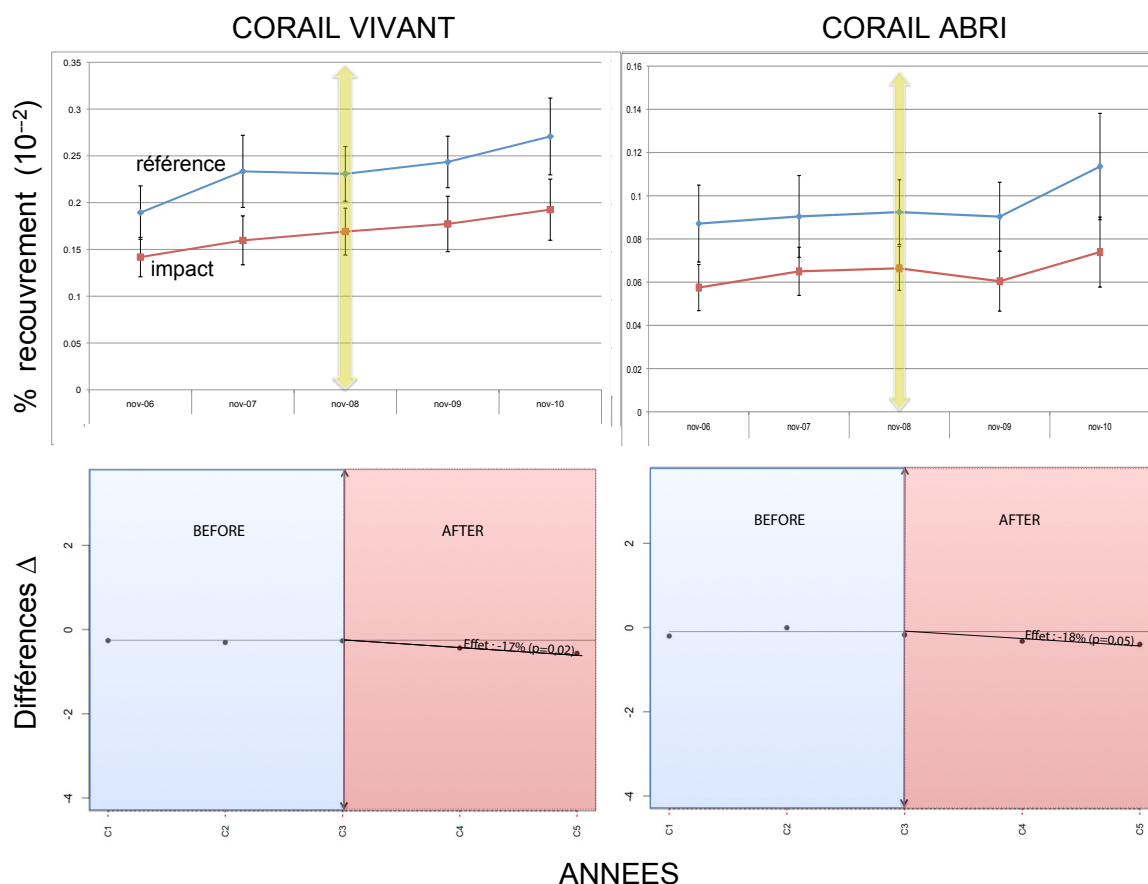 CORAIL VIVANT
CORAIL ABRI
% recouvrement (10⁻²)
0.35
0.3
0.25
0.2
0.15
0.1
0.05
0
référence
impact
nov-06 nov-07 nov-08 nov-09 nov-10
0.16
0.14
0.12
0.1
0.08
0.06
0.04
0.02
0
nov-06 nov-07 nov-08 nov-09 nov-10
Différences Δ
2
0
-2
-4
BEFORE AFTER
Effet : -17% (p=0,02)
C1 C2 C3 C4 C5
2
0
-2
-4
BEFORE AFTER
Effet : -18% (p=0,05)
C1 C2 C3 C4 C5
ANNEES